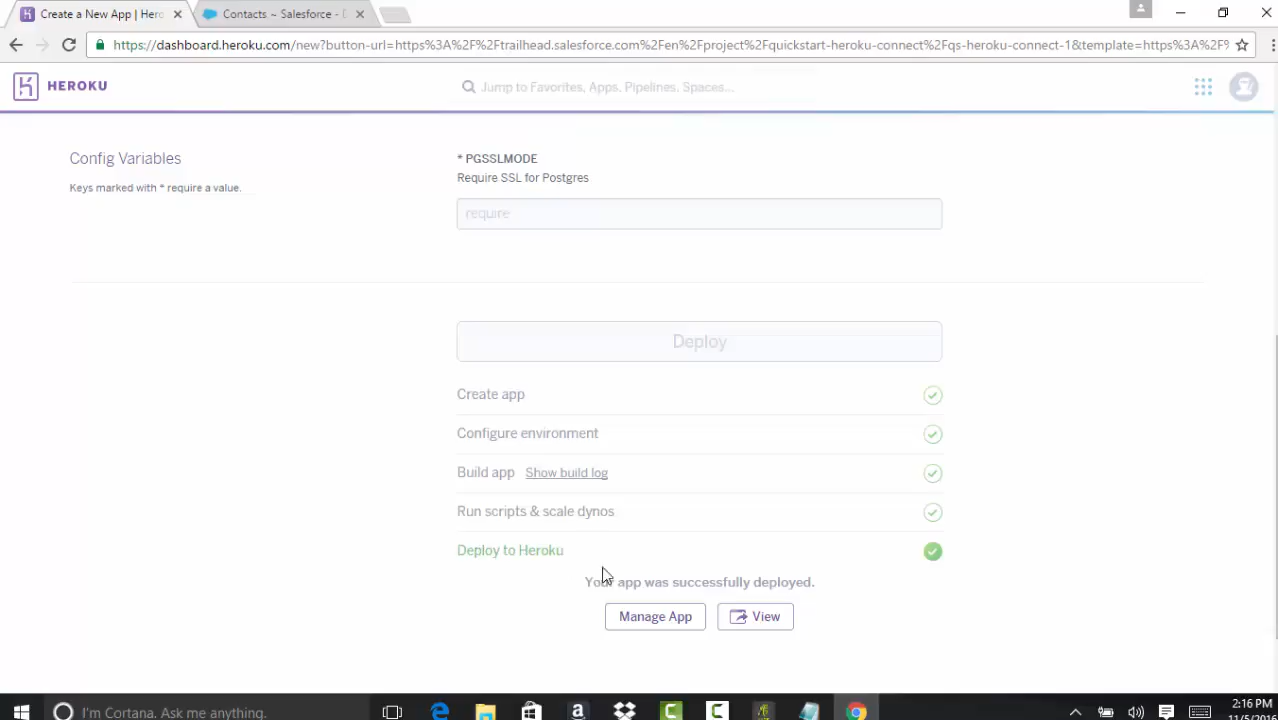 Create a New App | Hero
Contacts ~ Salesforce - D
https://dashboard.heroku.com/new?button-url=https%3A%2F%2Ftrailhead.salesforce.com%2Fen%2Fproject%2Fquickstart-heroku-connect%2Fqs-heroku-connect-1&template=https%3A%2F%
HEROKU
Jump to Favorites, Apps, Pipelines, Spaces...
Config Variables
Keys marked with * require a value.
* PGSSLMODE
Require SSL for Postgres
require
Deploy
Create app
Configure environment
Build app Show build log
Run scripts & scale dynos
Deploy to Heroku
Your app was successfully deployed.
Manage App
View
I'm Cortana. Ask me anything.
2:16 PM